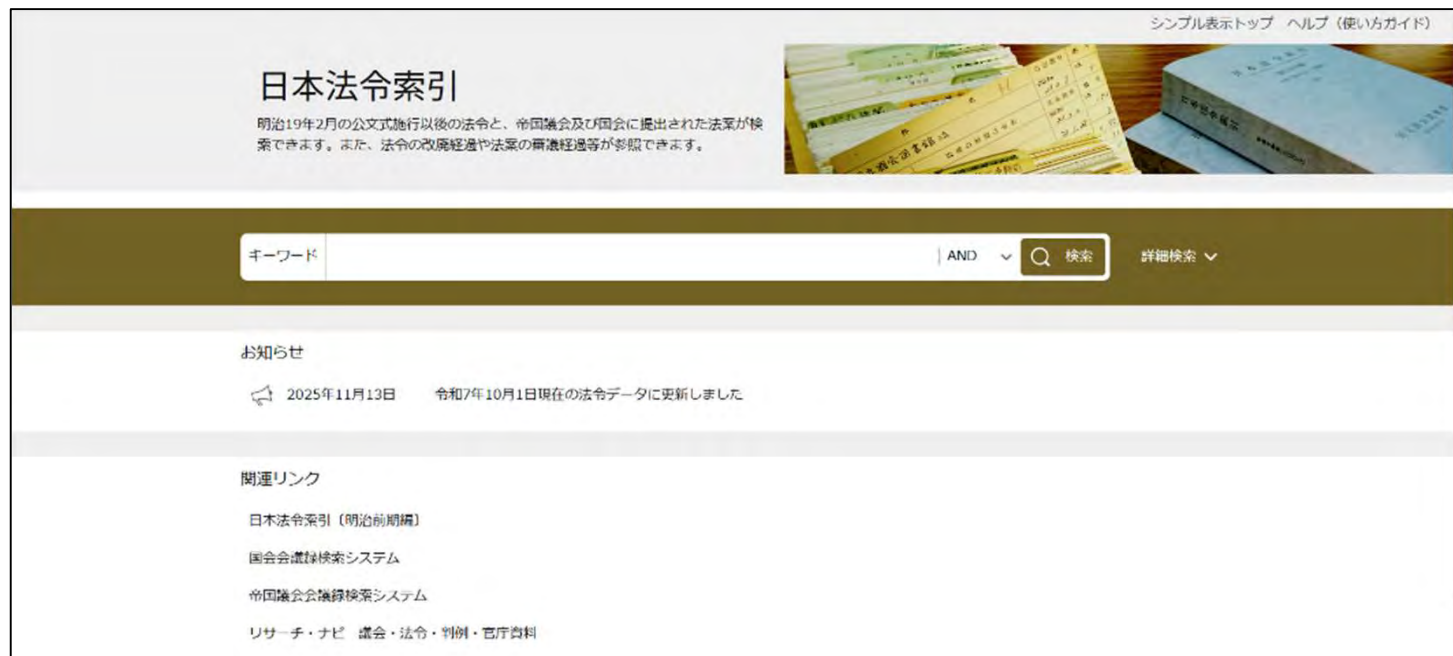 シンプル表示トップ ヘルプ（使い方ガイド）
日本法令索引
明治19年2月の公文式施行以後の法令と、帝国議会及び国会に提出された法案が検
索できます。また、法令の改廃経過や法案の審議経過等が参照できます。
キーワード AND 検索 詳細検索
お知らせ
2025年11月13日 令和7年10月1日現在の法令データに更新しました
関連リンク
日本法令索引〔明治前期編〕
国会会議録検索システム
帝国議会会議録検索システム
リサーチ・ナビ 議会・法令・判例・官庁資料